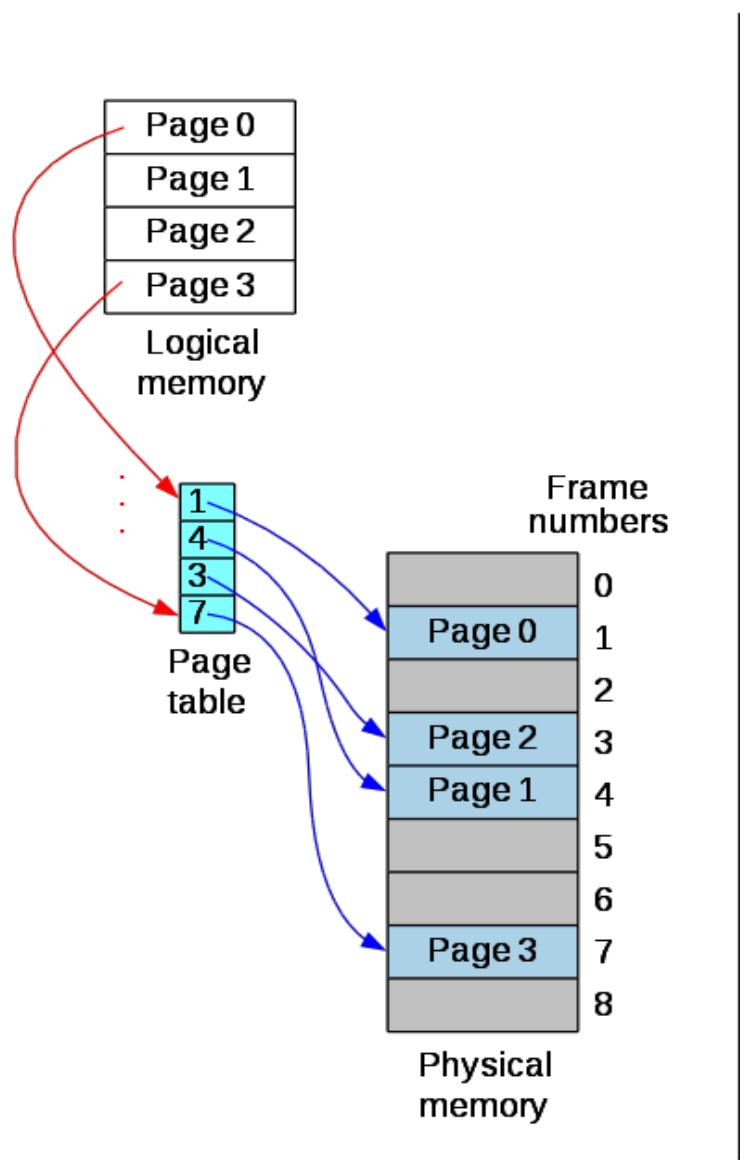 Page 0
Page 1
Page 2
Page 3
Logical
memory
1
4
3
7
Page
table
Frame
numbers
0
Page 0 1
2
Page 2 3
Page 1 4
5
6
Page 3 7
8
Physical
memory